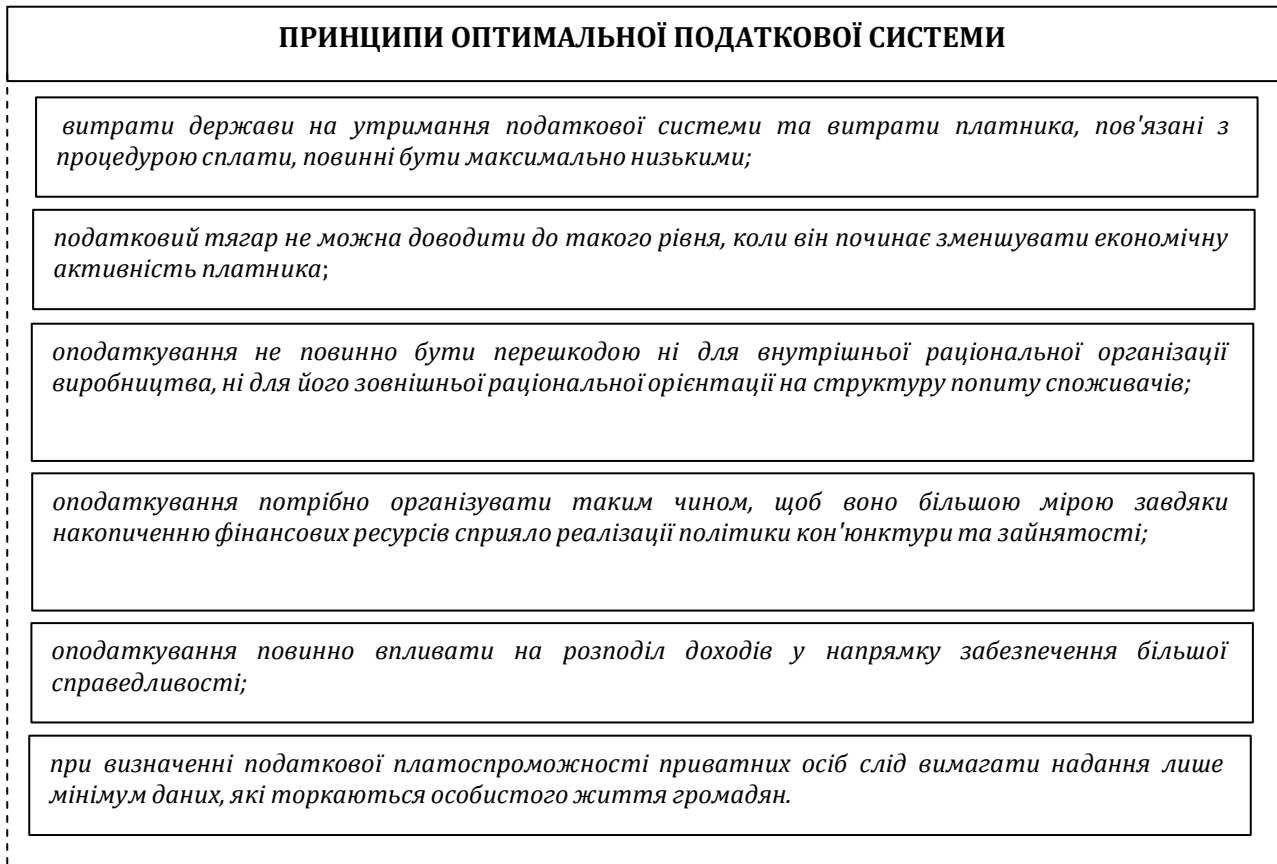 ПРИНЦИПИ ОПТИМАЛЬНОЇ ПОДАТКОВОЇ СИСТЕМИ
витрати держави на утримання податкової системи та витрати платника, пов'язані з
процедурою сплати, повинні бути максимально низькими;
податковий тягар не можна доводити до такого рівня, коли він починає зменшувати економічну
активність платника;
оподаткування не повинно бути перешкодою ні для внутрішньої раціональної організації
виробництва, ні для його зовнішньої раціональної орієнтації на структуру попиту споживачів;
оподаткування потрібно організувати таким чином, щоб воно більшою мірою завдяки
накопиченню фінансових ресурсів сприяло реалізації політики кон'юнктури та зайнятості;
оподаткування повинно впливати на розподіл доходів у напрямку забезпечення більшої
справедливості;
при визначенні податкової платоспроможності приватних осіб слід вимагати надання лише
мінімум даних, які торкаються особистого життя громадян.